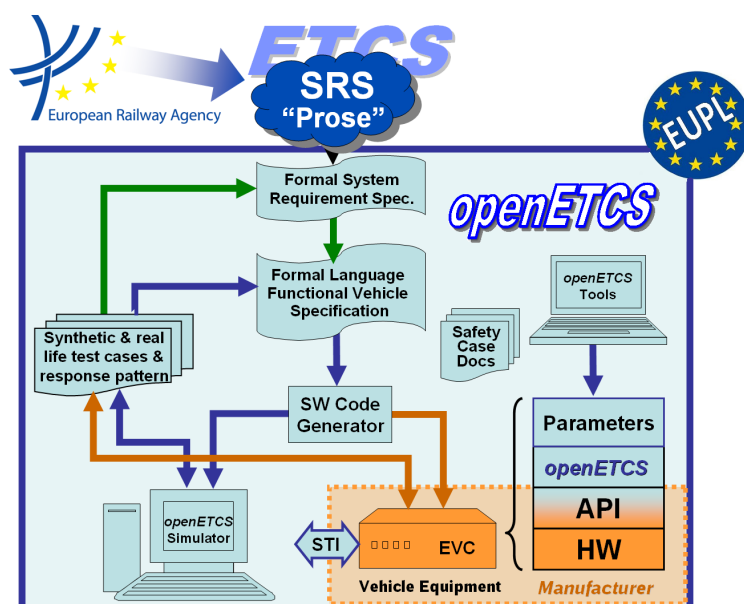 ETCS
European Railway Agency
SRS
“Prose”
EUPL
Formal System
Requirement Spec.
openETCS
Formal Language
Functional Vehicle
Specification
openETCS
Tools
Synthetic & real
life test cases &
response pattern
Safety
Case
Docs
SW Code
Generator
Parameters
openETCS
API
HW
openETCS
Simulator
STI
EVC
Vehicle Equipment
Manufacturer